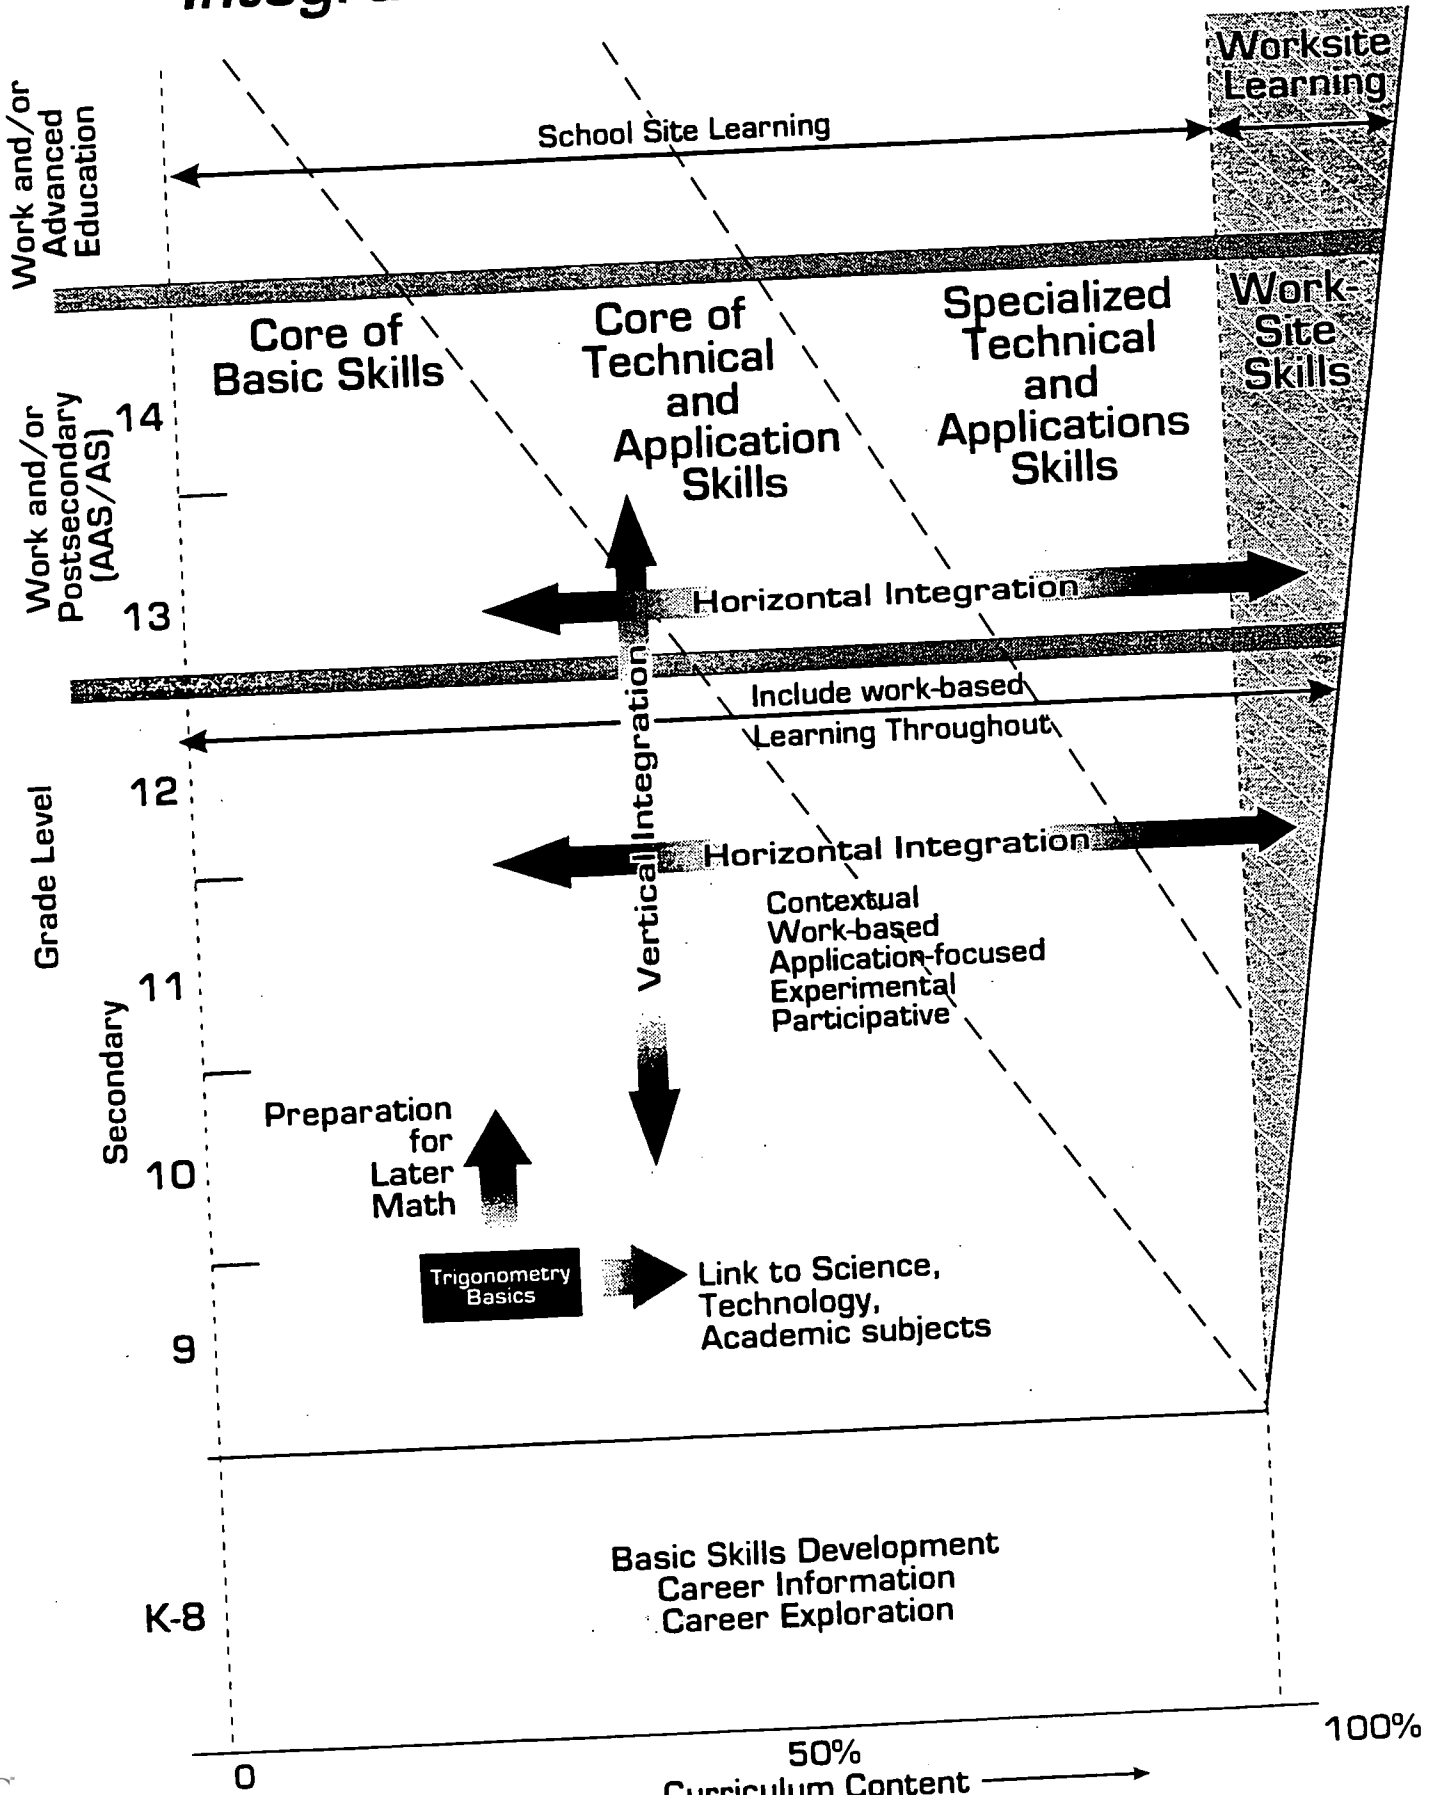 Worksite
Learning
School Site Learning
Work and/or
Advanced
Education
Core of
Basic Skills
Core of
Technical
and
Application
Skills
Specialized
Technical
and
Applications
Skills
Work-
Site
Skills
Work and/or
Postsecondary
(AAS/AS)
14
13
Horizontal Integration
Vertical Integration
Include work-based
Learning Throughout
Grade Level
Secondary
12
Horizontal Integration
Contextual
Work-based
Application-focused
Experimental
Participative
11
10
Preparation
for
Later
Math
Trigonometry
Basics
Link to Science,
Technology,
Academic subjects
9
Basic Skills Development
Career Information
Career Exploration
K-8
0
50%
100%
Curriculum Content